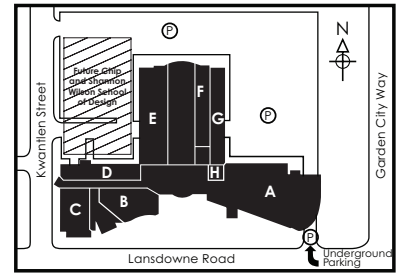 P
N
Future Chip
and Shannon
Wilson School
of Design
Kwantlen Street
Garden City Way
E
F
G
P
D
H
A
C
B
Lansdowne Road
P
Underground
Parking